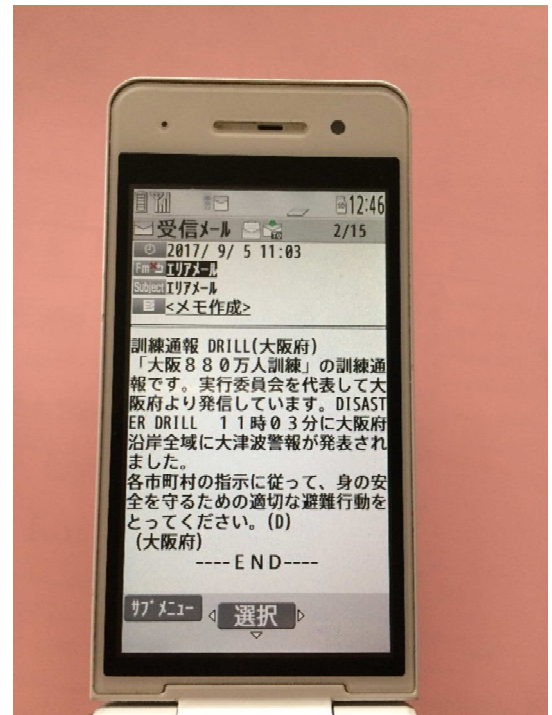 12:46
受信メール 2/15
2017/ 9/ 5 11:03
Fm エリアメール
Subject エリアメール
<メモ作成>
訓練通報 DRILL(大阪府)
「大阪880万人訓練」の訓練通
報です。実行委員会を代表して大
阪府より発信しています。DISAST
ER DRILL 11時03分に大阪府
沿岸全域に大津波警報が発表され
ました。
各市町村の指示に従って、身の安
全を守るための適切な避難行動を
とってください。(D)
(大阪府)
----END----
サブメニュー 選択